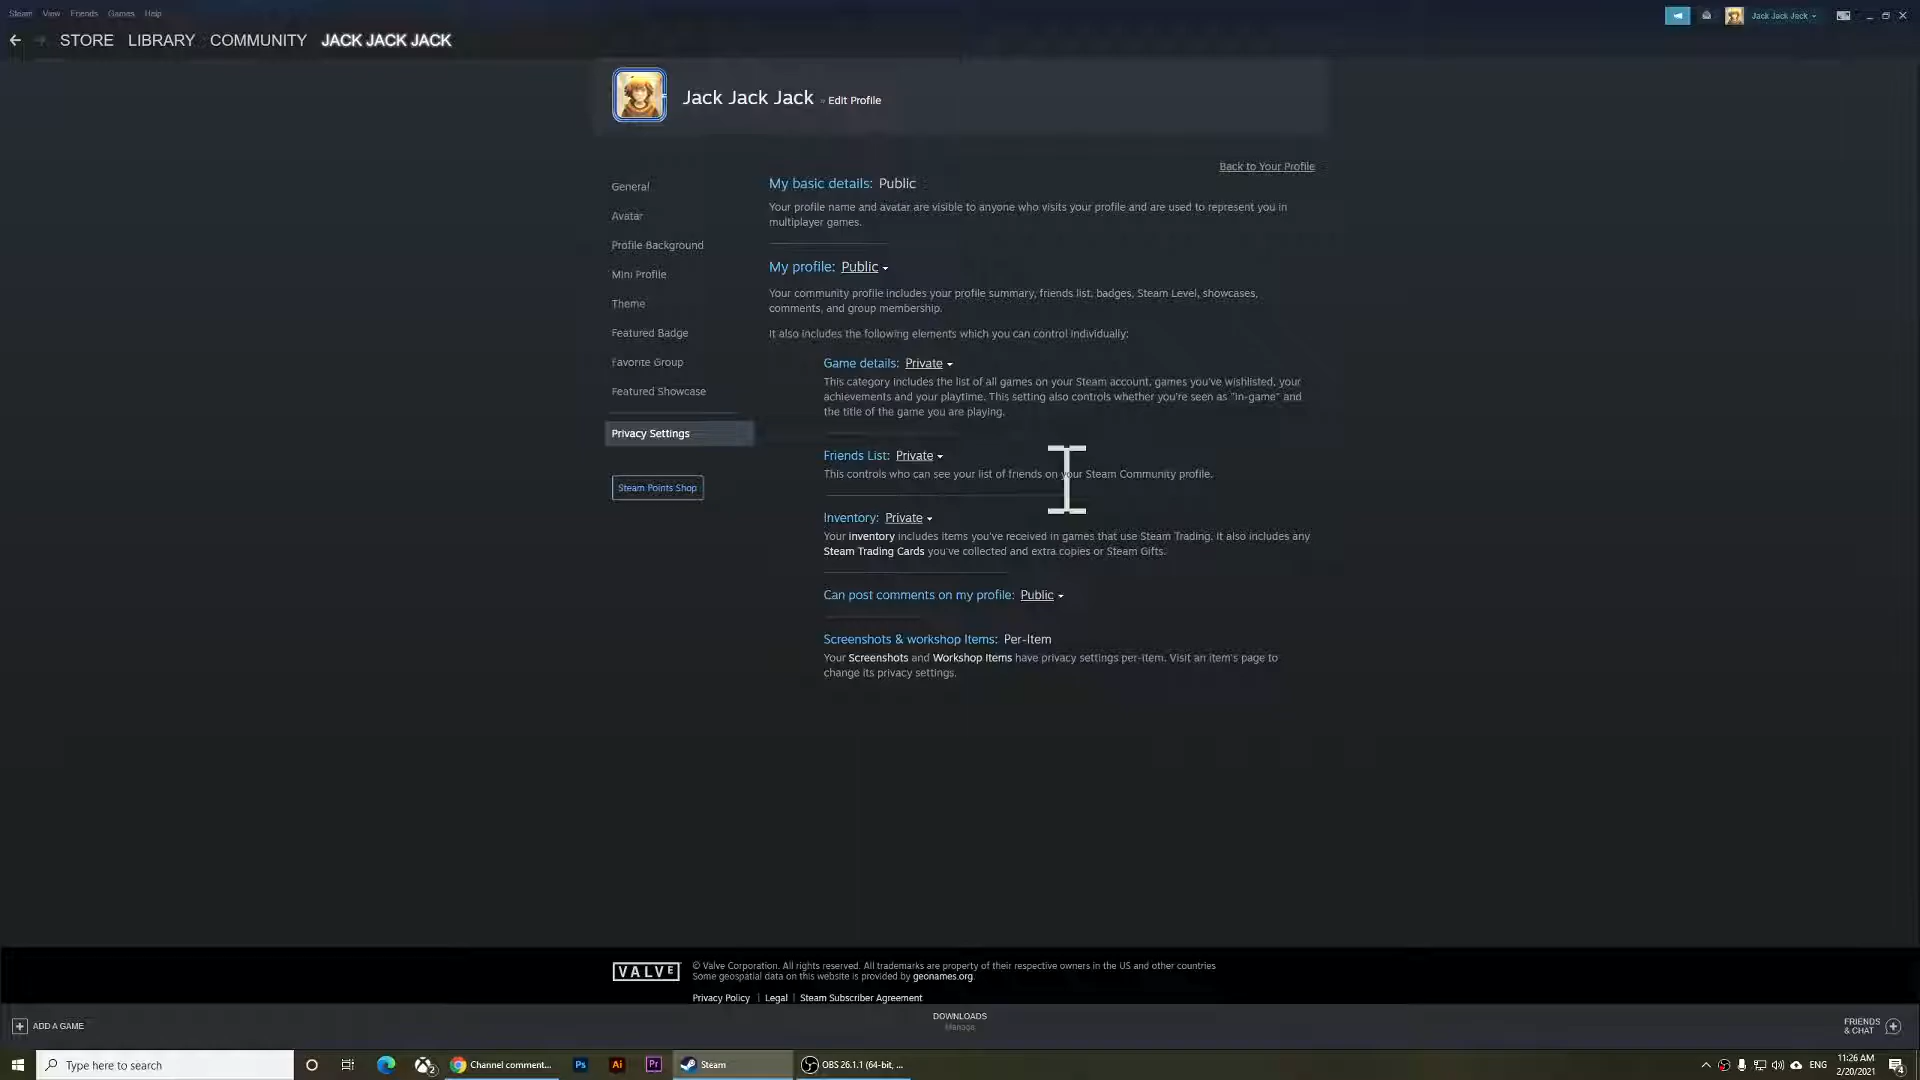 Steam View Friends Games Help
Jack Jack Jack
STORE LIBRARY COMMUNITY JACK JACK JACK
Jack Jack Jack » Edit Profile
Back to Your Profile
General
Avatar
Profile Background
Mini Profile
Theme
Featured Badge
Favorite Group
Featured Showcase
Privacy Settings
Steam Points Shop
My basic details: Public
Your profile name and avatar are visible to anyone who visits your profile and are used to represent you in
multiplayer games.
My profile: Public
Your community profile includes your profile summary, friends list, badges, Steam Level, showcases,
comments, and group membership.
It also includes the following elements which you can control individually:
Game details: Private
This category includes the list of all games on your Steam account, games you've wishlisted, your
achievements and your playtime. This setting also controls whether you're seen as "in-game" and
the title of the game you are playing.
Friends List: Private
This controls who can see your list of friends on your Steam Community profile.
Inventory: Private
Your inventory includes items you've received in games that use Steam Trading. It also includes any
Steam Trading Cards you've collected and extra copies or Steam Gifts.
Can post comments on my profile: Public
Screenshots & workshop Items: Per-Item
Your Screenshots and Workshop Items have privacy settings per-item. Visit an item's page to
change its privacy settings.
VALVE
© Valve Corporation. All rights reserved. All trademarks are property of their respective owners in the US and other countries
Some geospatial data on this website is provided by geonames.org.
Privacy Policy | Legal | Steam Subscriber Agreement
ADD A GAME
DOWNLOADS
Manage
FRIENDS
& CHAT
Type here to search
2
Channel comment...
Ps
Ai
Pr
Steam
OBS 26.1.1 (64-bit, ...
ENG
11:26 AM
2/20/2021
4